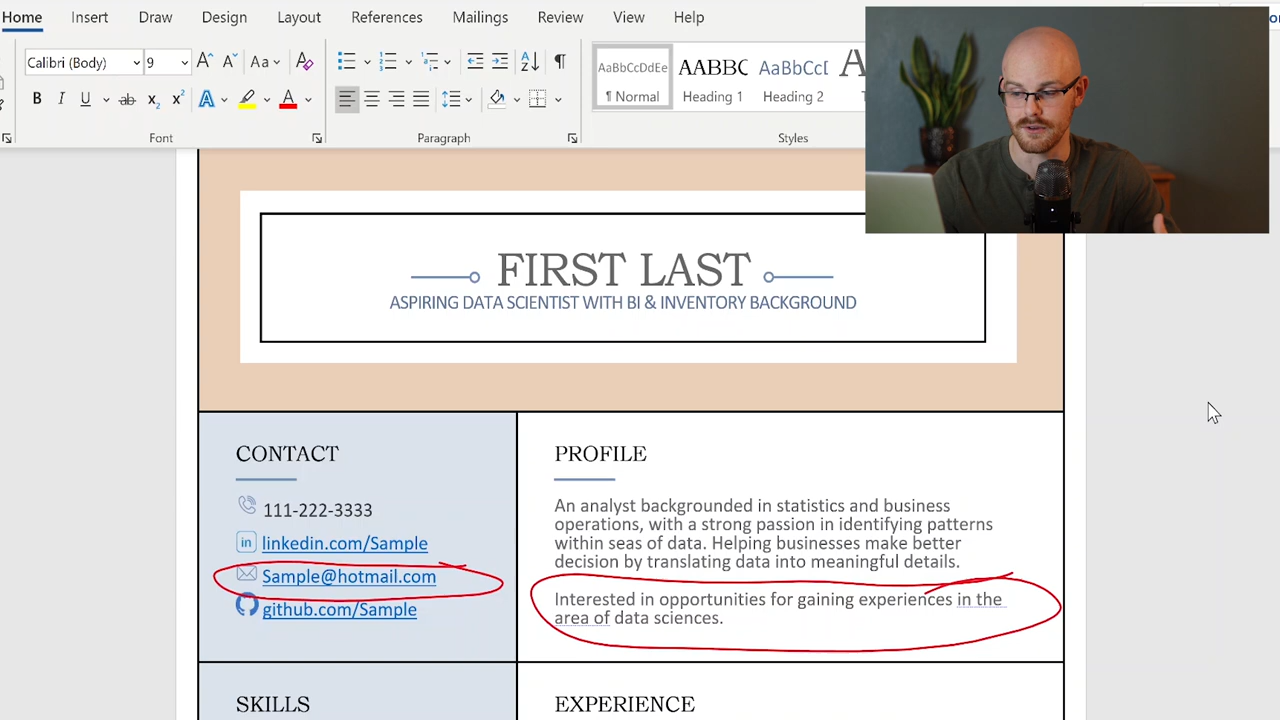 Home Insert Draw Design Layout References Mailings Review View Help
Calibri (Body) 9 Aa
AaBbCcDdEe AABBC AaBbCcD
¶ Normal Heading 1 Heading 2
Font Paragraph Styles
FIRST LAST
ASPIRING DATA SCIENTIST WITH BI & INVENTORY BACKGROUND
CONTACT
111-222-3333
linkedin.com/Sample
Sample@hotmail.com
github.com/Sample
PROFILE
An analyst backgrounded in statistics and business
operations, with a strong passion in identifying patterns
within seas of data. Helping businesses make better
decision by translating data into meaningful details.
Interested in opportunities for gaining experiences in the
area of data sciences.
SKILLS
EXPERIENCE